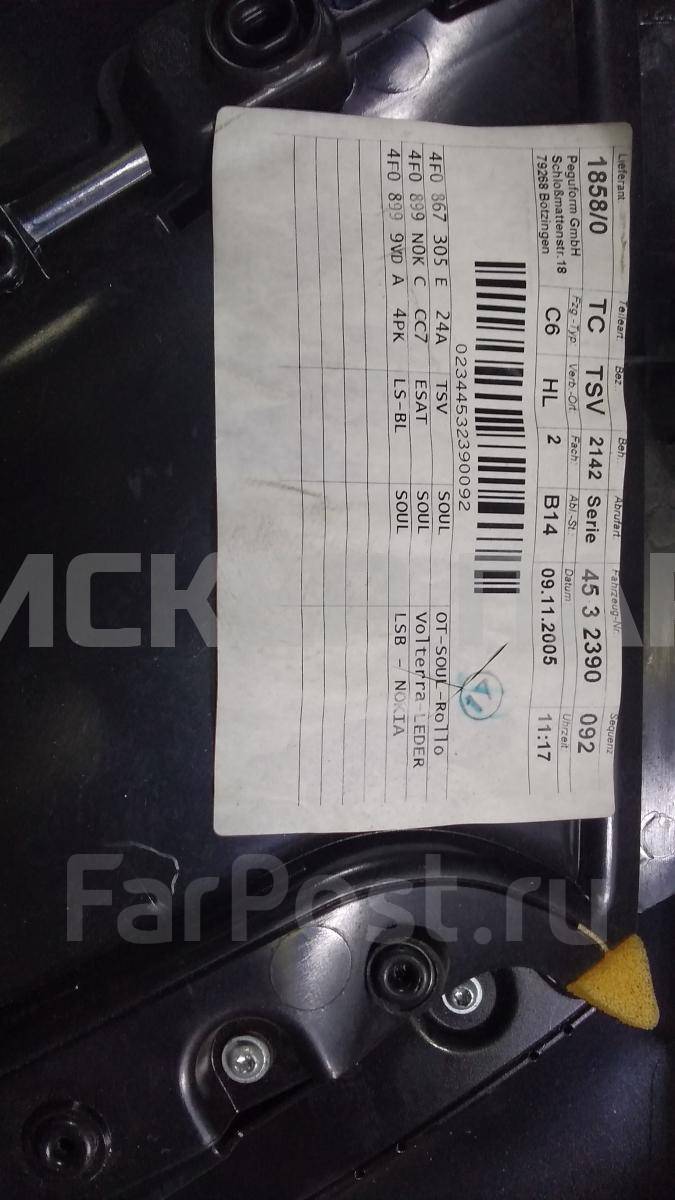 Lieferant Teileart Bez Beh. Abrufart. Fahrzeug-Nr. Sequenz
1858/0 TC TSV 2142 Serie 45 3 2390 092
Peguform GmbH Fzg-Typ Verb.-Ort. Fach: Abl-St.: Datum Uhrzeit
Schloßmattenstr.18
79268 Bötzingen C6 HL 2 B14 09.11.2005 11:17
02344532390092
4F0 867 305 E 24A TSV SOUL OT-SOUL-Rollo
4F0 899 N0K C CC7 ESAT SOUL Volterra-LEDER
4F0 899 9VD A 4PK LS-BL SOUL LSB - NOKIA
FarPost.ru